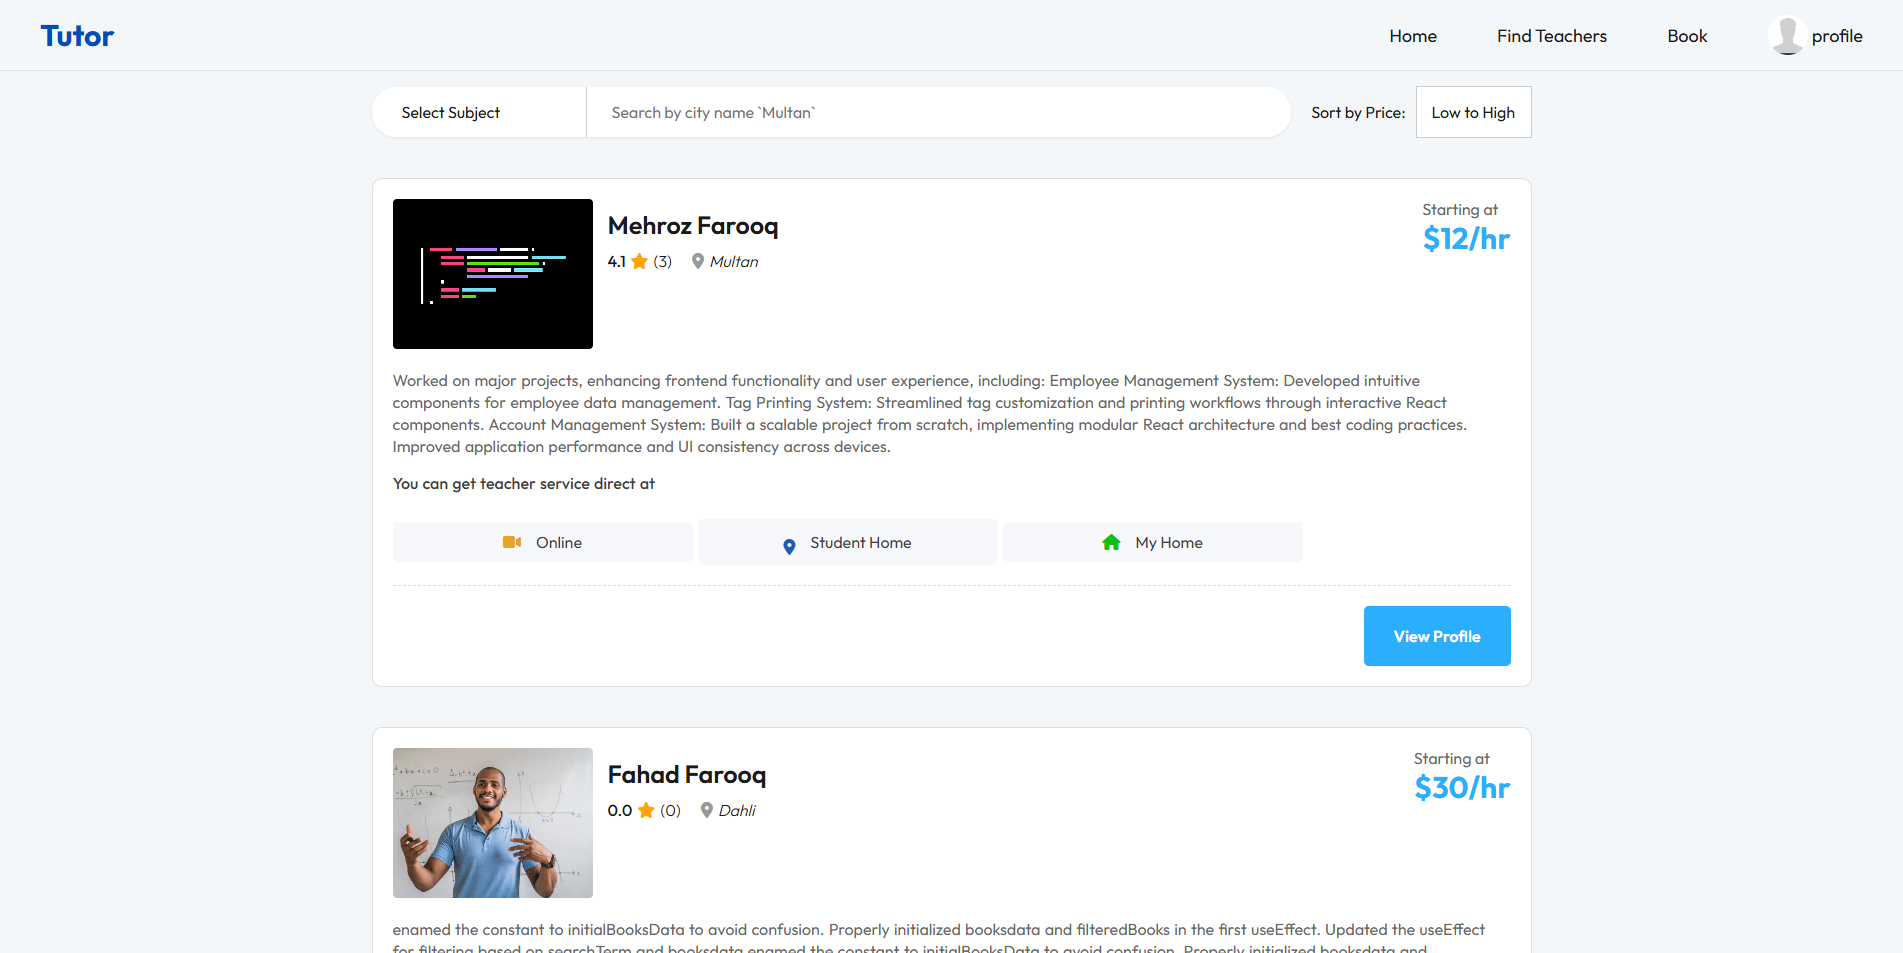 Tutor
Home
Find Teachers
Book
profile
Select Subject
Search by city name `Multan`
Sort by Price:
Low to High
Mehroz Farooq
4.1 (3) Multan
Starting at
$12/hr
Worked on major projects, enhancing frontend functionality and user experience, including: Employee Management System: Developed intuitive
components for employee data management. Tag Printing System: Streamlined tag customization and printing workflows through interactive React
components. Account Management System: Built a scalable project from scratch, implementing modular React architecture and best coding practices.
Improved application performance and UI consistency across devices.
You can get teacher service direct at
Online
Student Home
My Home
View Profile
Fahad Farooq
0.0 (0) Dahli
Starting at
$30/hr
enamed the constant to initialBooksData to avoid confusion. Properly initialized booksdata and filteredBooks in the first useEffect. Updated the useEffect
for filtering based on searchTerm and booksdata enamed the constant to initialBooksData to avoid confusion. Properly initialized booksdata and